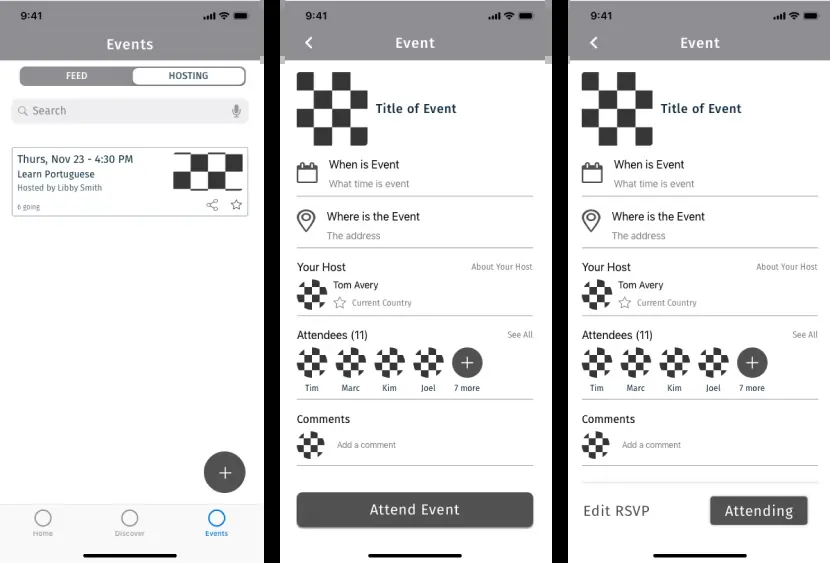 9:41
Events
FEED
HOSTING
Search
Thurs, Nov 23 - 4:30 PM
Learn Portuguese
Hosted by Libby Smith
6 going
Home
Discover
Events
9:41
Event
Title of Event
When is Event
What time is event
Where is the Event
The address
Your Host
About Your Host
Tom Avery
Current Country
Attendees (11)
See All
Tim
Marc
Kim
Joel
7 more
Comments
Add a comment
Attend Event
9:41
Event
Title of Event
When is Event
What time is event
Where is the Event
The address
Your Host
About Your Host
Tom Avery
Current Country
Attendees (11)
See All
Tim
Marc
Kim
Joel
7 more
Comments
Add a comment
Edit RSVP
Attending